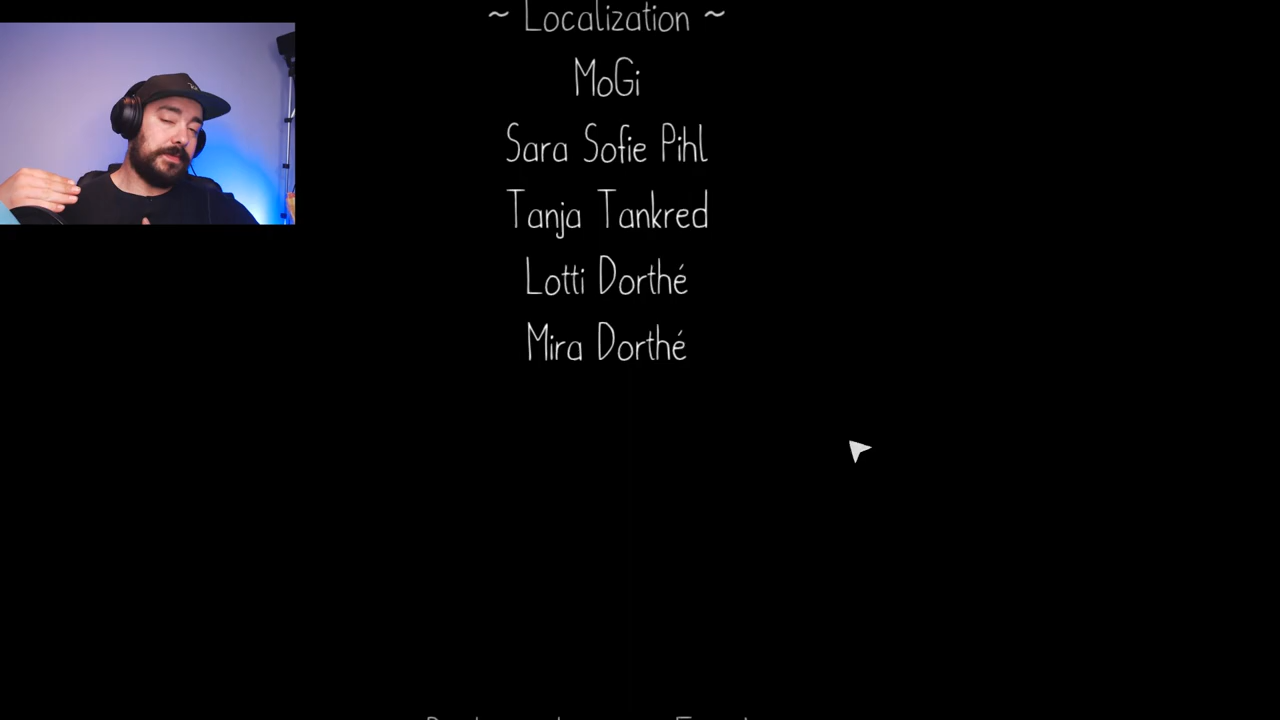 ~ Localization ~
MoGi
Sara Sofie Pihl
Tanja Tankred
Lotti Dorthé
Mira Dorthé